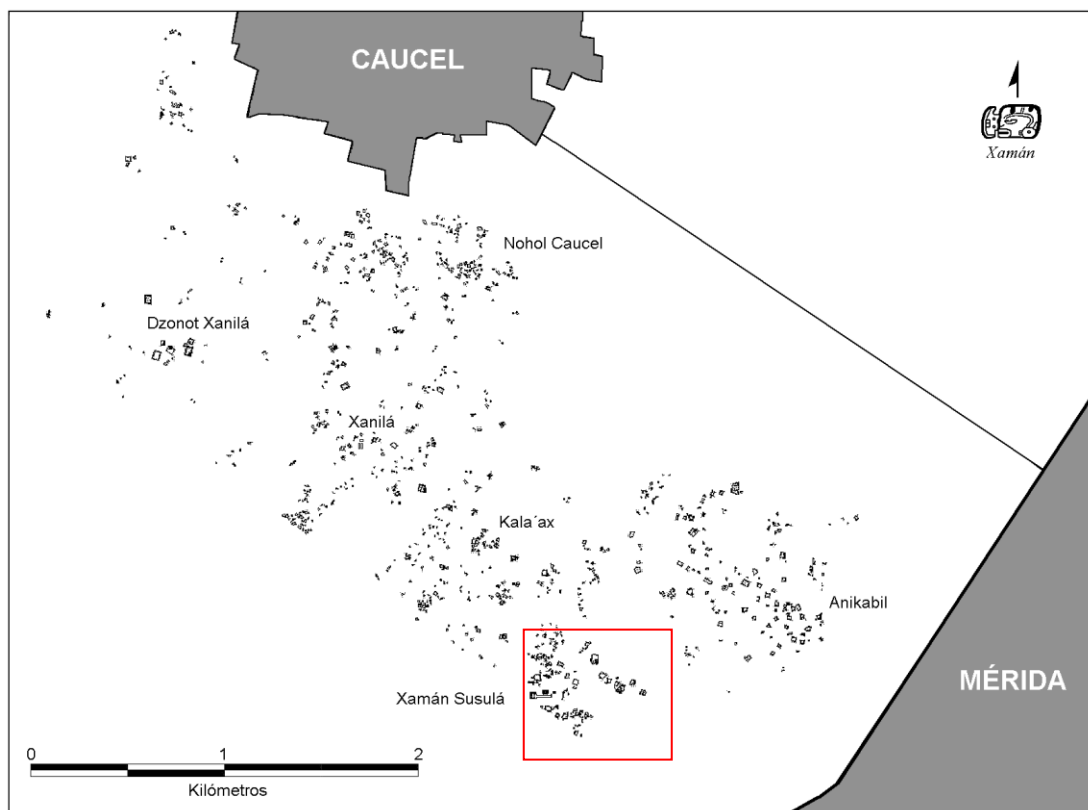 CAUCEL
Xamán
Nohol Caucel
Dzonot Xanilá
Xanilá
Kala´ax
Anikabil
MÉRIDA
Xamán Susulá
0 1 2
Kilómetros